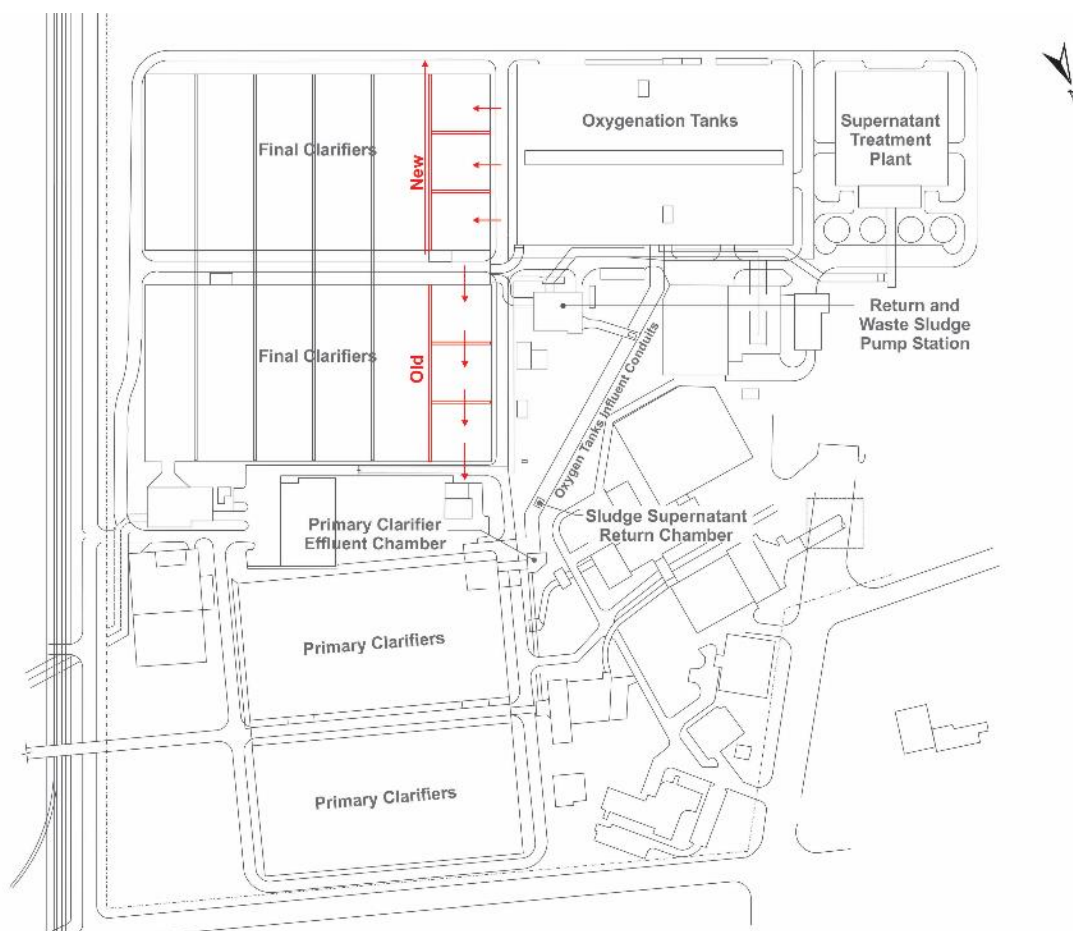 Final Clarifiers
New
Oxygenation Tanks
Supernatant
Treatment
Plant
Final Clarifiers
Old
Return and
Waste Sludge
Pump Station
Oxygen Tanks Influent Conduits
Primary Clarifier
Effluent Chamber
Sludge Supernatant
Return Chamber
Primary Clarifiers
Primary Clarifiers